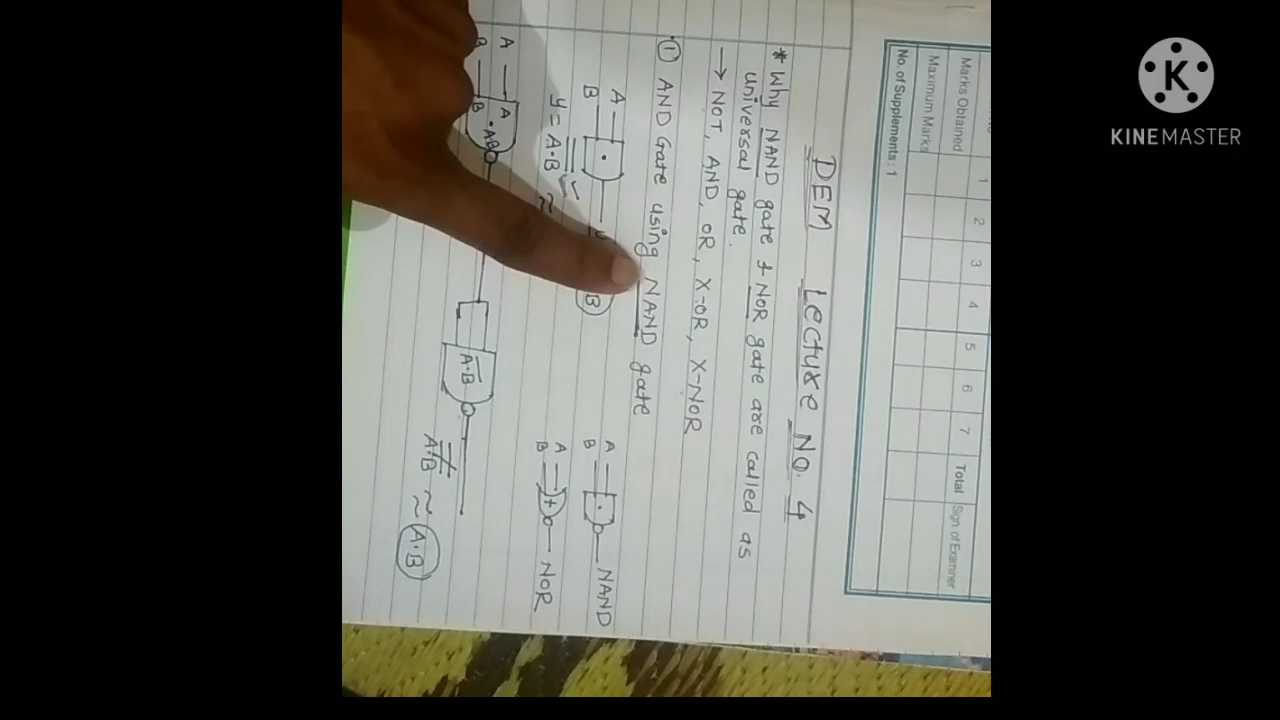 1 2 3 4 5 6 7 Total Sign. of Examiner
Marks Obtained
Maximum Marks
No. of Supplements : 1
DEM Lecture No. 4
* Why NAND gate & NOR gate are called as
universal gate.
→ NOT, AND, OR, X-OR, X-NOR
① AND Gate using NAND gate
A
B
B
y = A·B ≈
A
B
NAND
A
B
+
NOR
A
B
A
B
·AB
A·B
A·B ≈ A·B
K
KINEMASTER